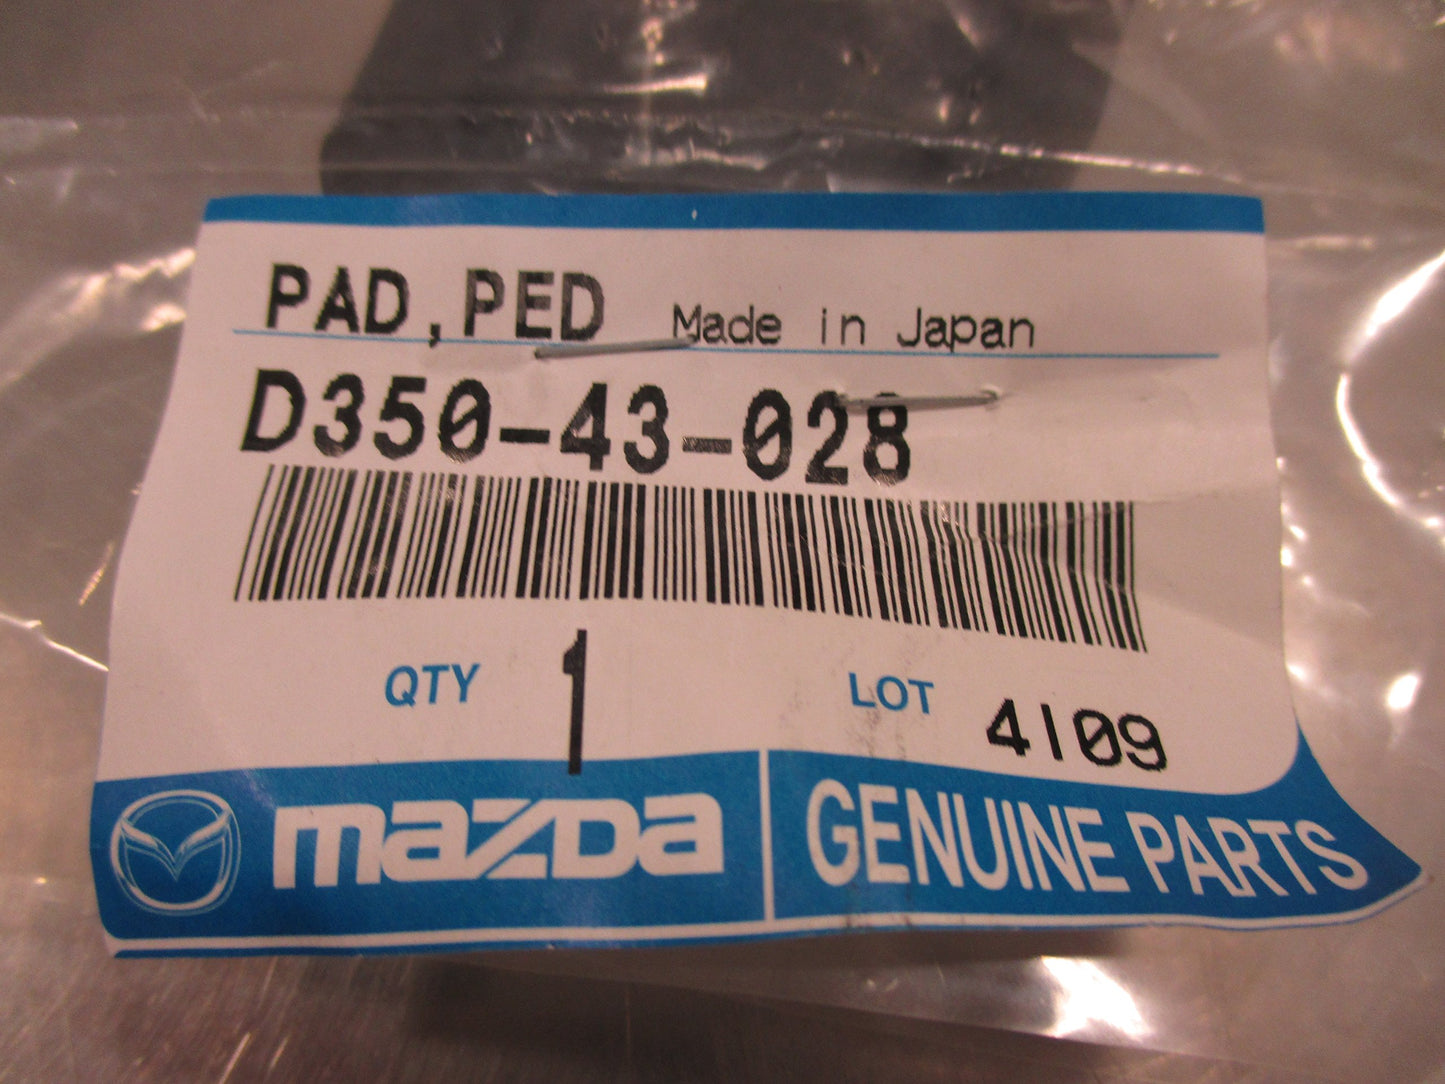 PAD,PED Made in Japan
D350-43-028
QTY 1 LOT 4109
mazda GENUINE PARTS